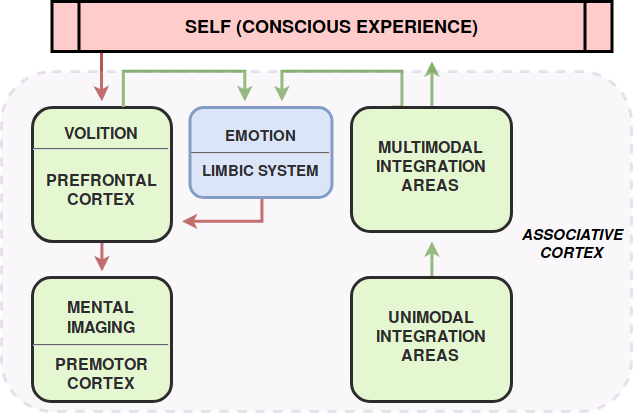 SELF (CONSCIOUS EXPERIENCE)
VOLITION
PREFRONTAL
CORTEX
EMOTION
LIMBIC SYSTEM
MULTIMODAL
INTEGRATION
AREAS
ASSOCIATIVE
CORTEX
MENTAL
IMAGING
PREMOTOR
CORTEX
UNIMODAL
INTEGRATION
AREAS